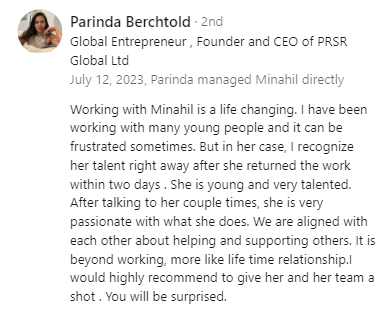 Parinda Berchtold · 2nd
Global Entrepreneur , Founder and CEO of PRSR
Global Ltd
July 12, 2023, Parinda managed Minahil directly
Working with Minahil is a life changing. I have been
working with many young people and it can be
frustrated sometimes. But in her case, I recognize
her talent right away after she returned the work
within two days . She is young and very talented.
After talking to her couple times, she is very
passionate with what she does. We are aligned with
each other about helping and supporting others. It is
beyond working, more like life time relationship.I
would highly recommend to give her and her team a
shot . You will be surprised.